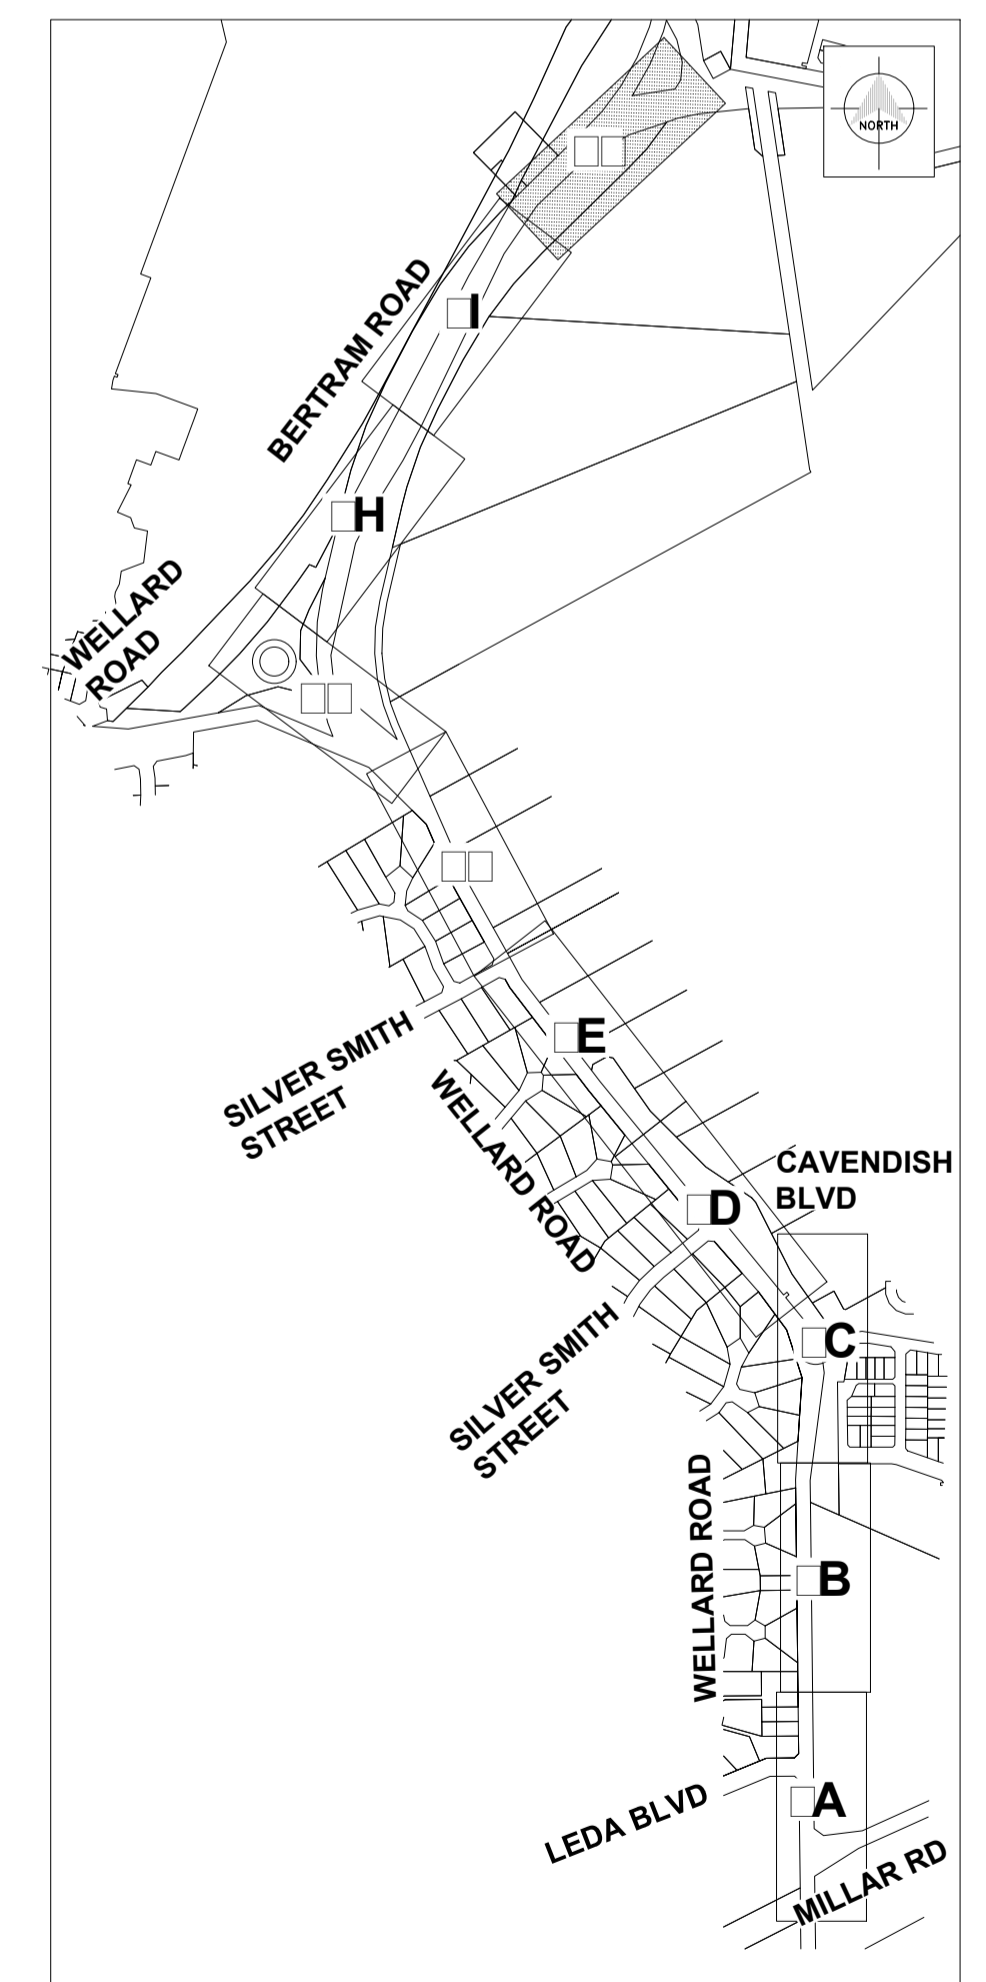 NORTH
I
BERTRAM ROAD
H
WELLARD
ROAD
E
SILVER SMITH
STREET
WELLARD ROAD
CAVENDISH
BLVD
D
C
SILVER SMITH
STREET
WELLARD ROAD
B
A
LEDA BLVD
MILLAR RD